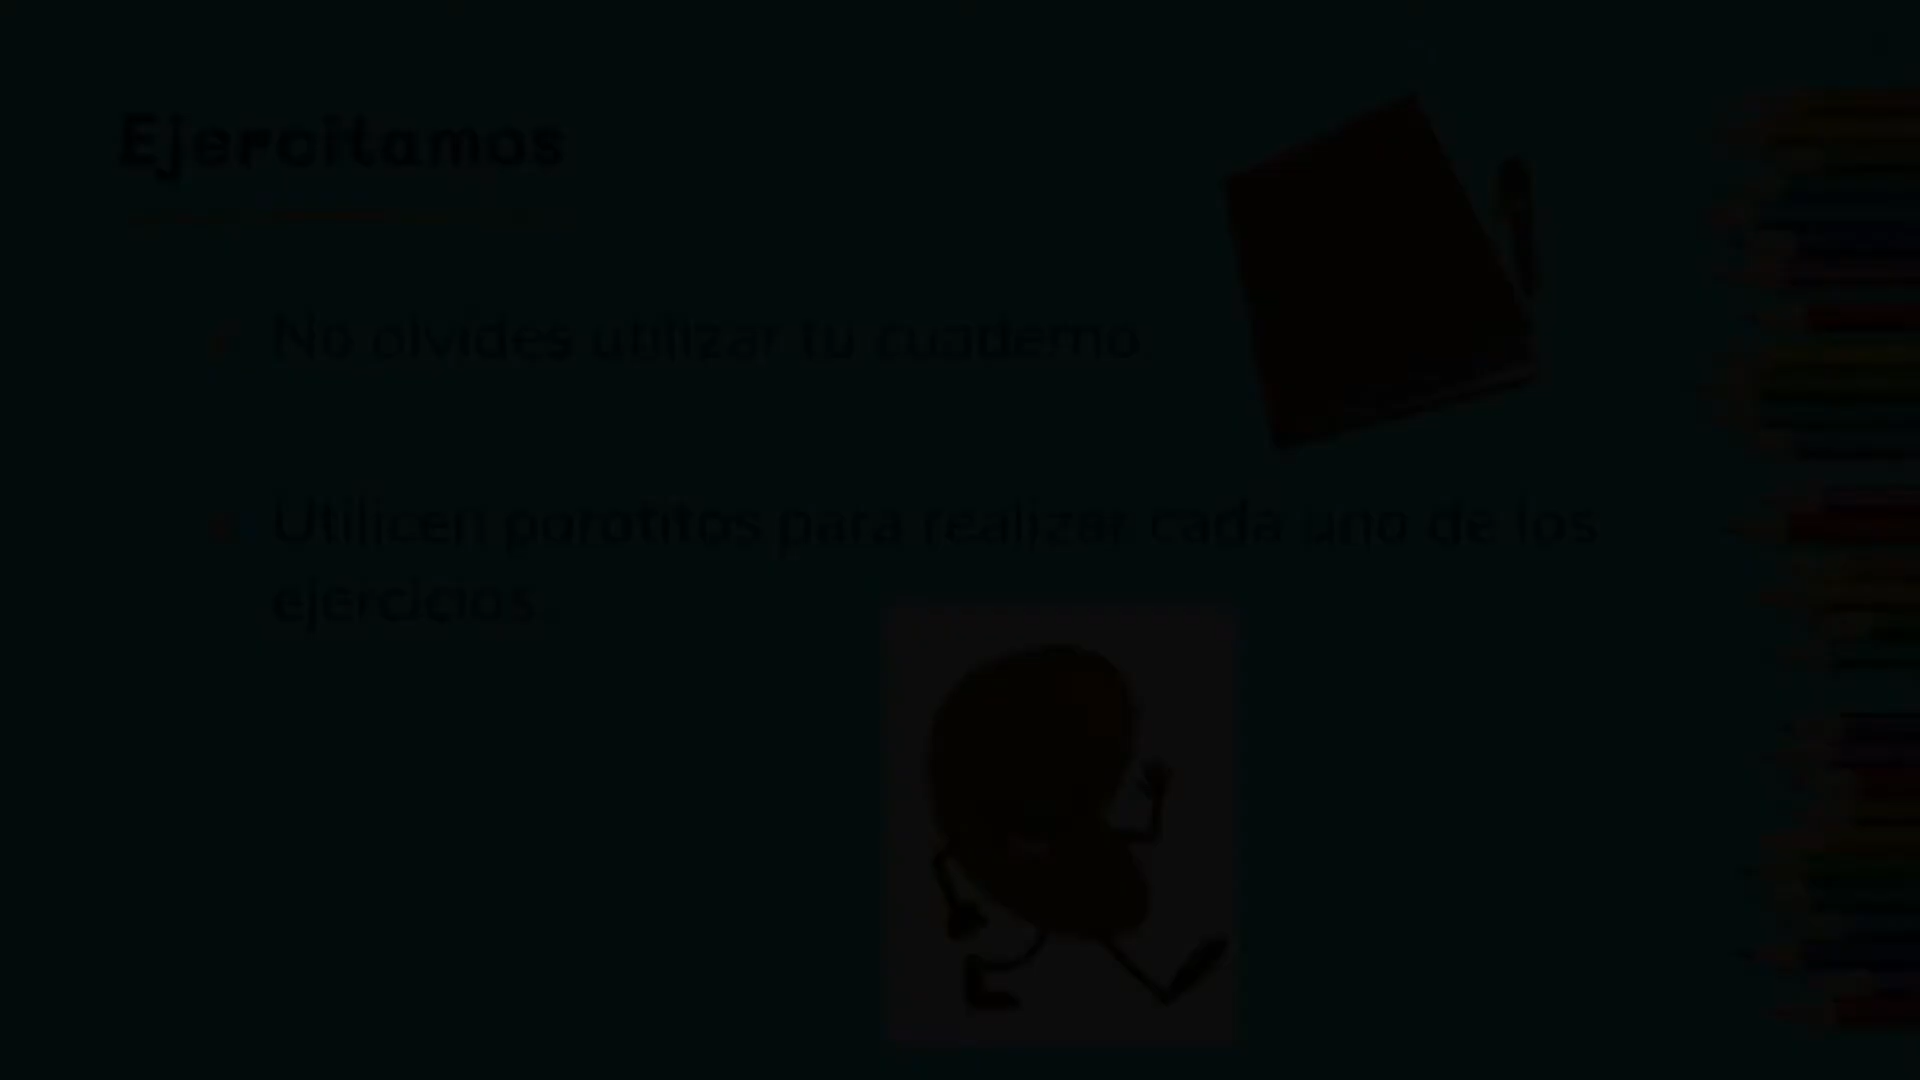 Ejercitamos
No olvides utilizar tu cuaderno
Utilicen porotitos para realizar cada uno de los
ejercicios